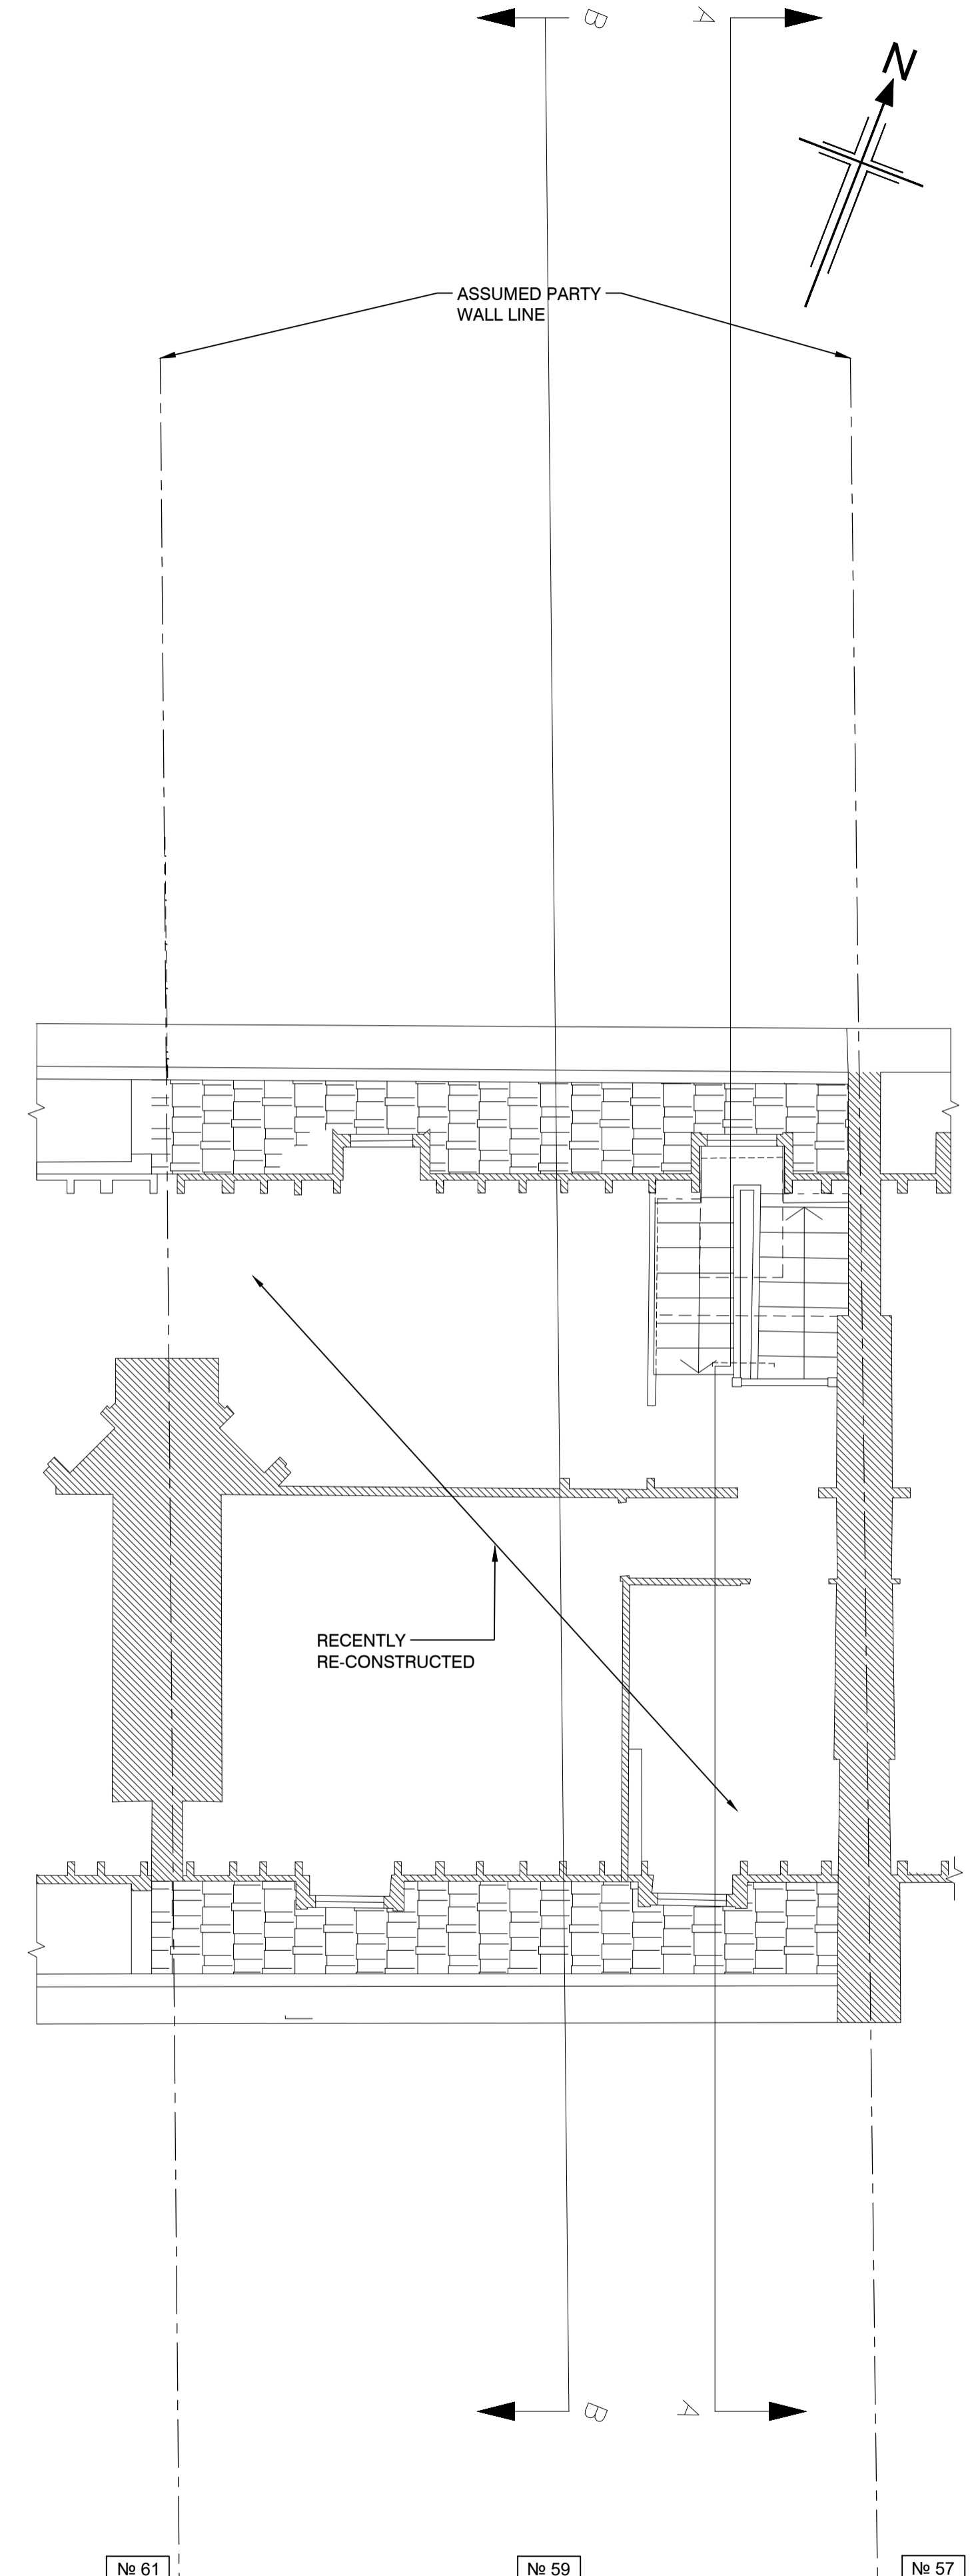 B
A
N
ASSUMED PARTY
WALL LINE
RECENTLY
RE-CONSTRUCTED
B
A
№ 61
№ 59
№ 57